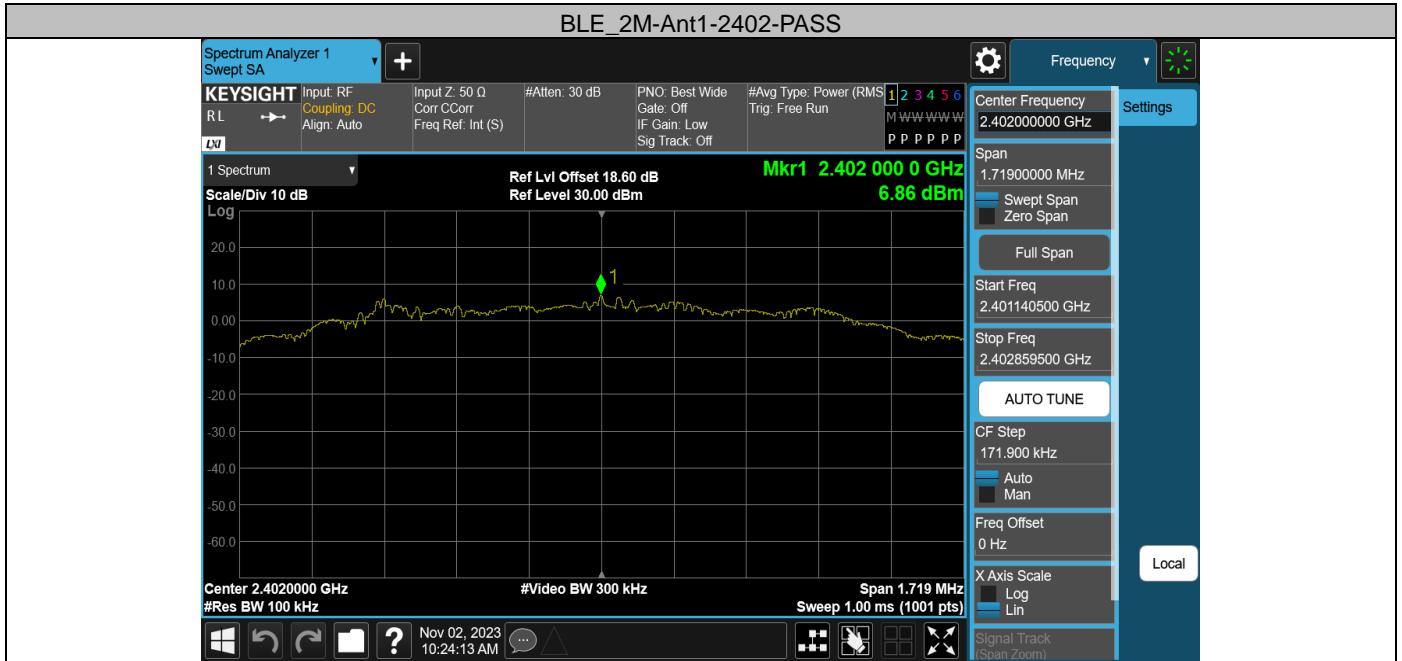 BLE_2M-Ant1-2402-PASS
Spectrum Analyzer 1
Swept SA
Frequency
KEYSIGHT
RL
LXI
Input: RF
Coupling: DC
Align: Auto
Input Z: 50 Ω
Corr CCorr
Freq Ref: Int (S)
#Atten: 30 dB
PNO: Best Wide
Gate: Off
IF Gain: Low
Sig Track: Off
#Avg Type: Power (RMS
Trig: Free Run
1 2 3 4 5 6
M W W W W W
P P P P P P
1 Spectrum
Scale/Div 10 dB
Ref Lvl Offset 18.60 dB
Ref Level 30.00 dBm
Mkr1 2.402 000 0 GHz
6.86 dBm
Log
20.0
10.0
0.00
-10.0
-20.0
-30.0
-40.0
-50.0
-60.0
1
Center 2.4020000 GHz
#Res BW 100 kHz
#Video BW 300 kHz
Span 1.719 MHz
Sweep 1.00 ms (1001 pts)
Center Frequency
2.402000000 GHz
Span
1.71900000 MHz
Swept Span
Zero Span
Full Span
Start Freq
2.401140500 GHz
Stop Freq
2.402859500 GHz
AUTO TUNE
CF Step
171.900 kHz
Auto
Man
Freq Offset
0 Hz
X Axis Scale
Log
Lin
Signal Track
(Span Zoom)
Settings
Local
?
Nov 02, 2023
10:24:13 AM